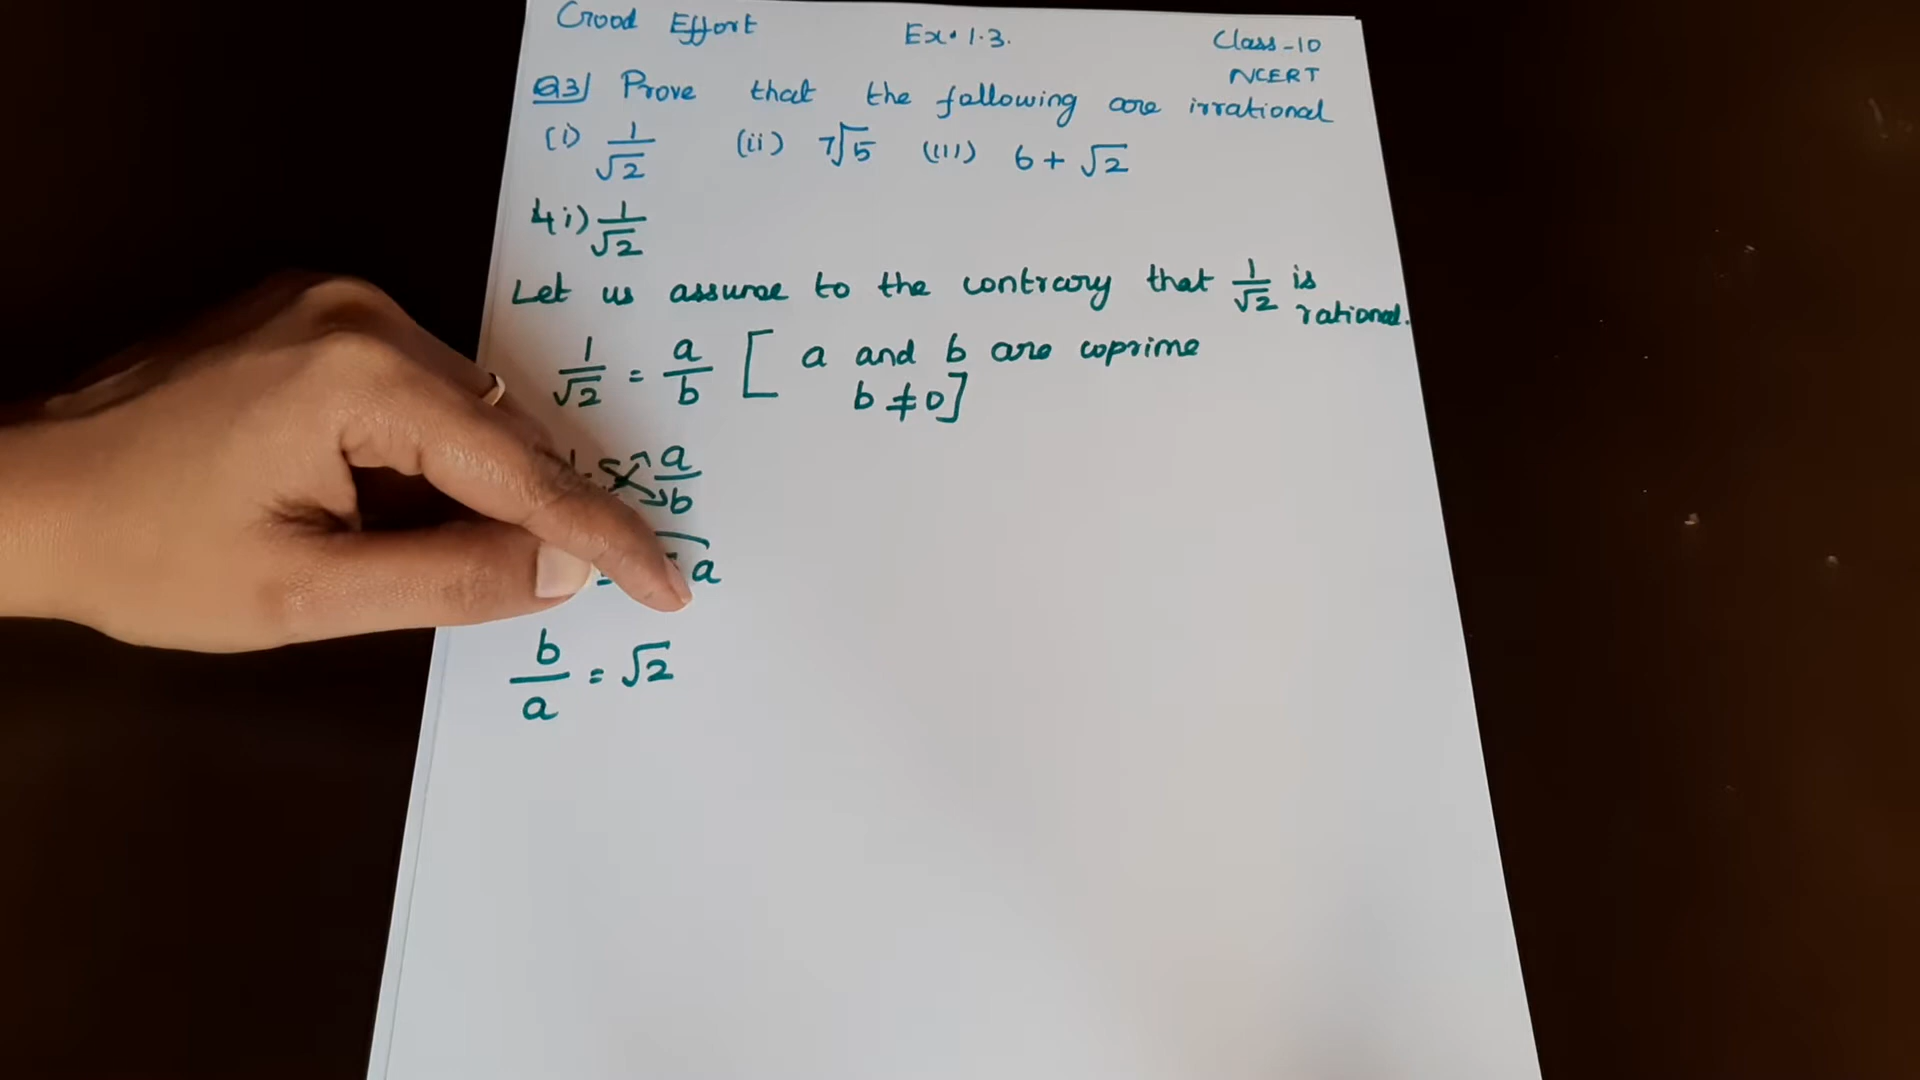 Good Effort Ex. 1.3. Class-10
NCERT
Q3) Prove that the following are irrational
(i) 1/√2 (ii) 7√5 (iii) 6 + √2
i) 1/√2
Let us assume to the contrary that 1/√2 is
rational.
1/√2 = a/b [ a and b are coprime
b ≠ 0]
a/b
a
b/a = √2